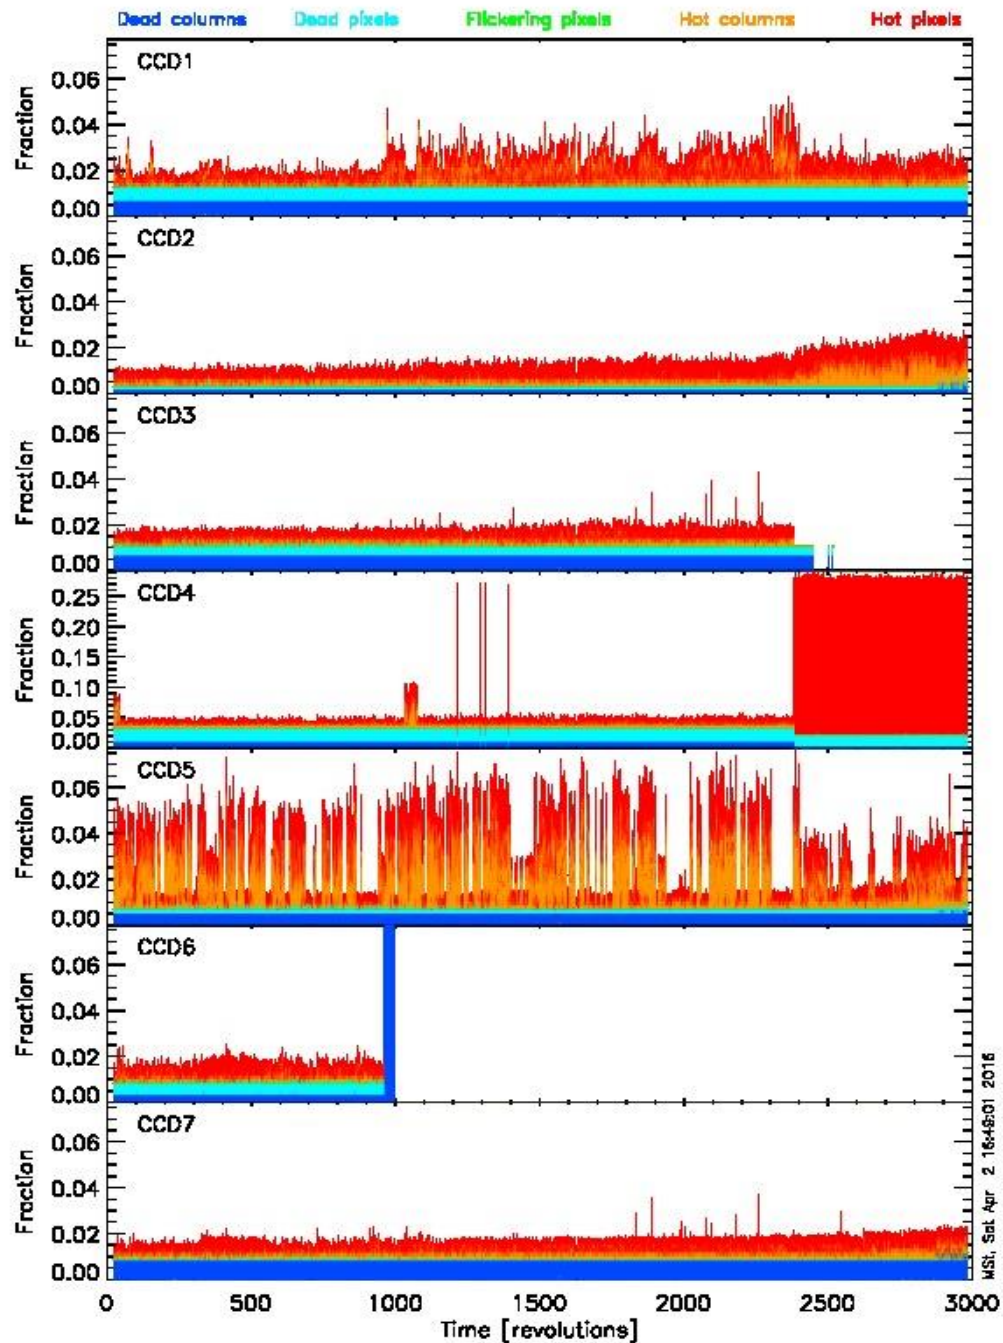 Dead columns Dead pixels Flickering pixels Hot columns Hot pixels
CCD1
0.06
0.04
0.02
0.00
Fraction
CCD2
0.06
0.04
0.02
0.00
Fraction
CCD3
0.06
0.04
0.02
0.00
Fraction
CCD4
0.25
0.20
0.15
0.10
0.05
0.00
Fraction
CCD5
0.06
0.04
0.02
0.00
Fraction
CCD6
0.06
0.04
0.02
0.00
Fraction
CCD7
0.06
0.04
0.02
0.00
Fraction
0 500 1000 1500 2000 2500 3000
Time [revolutions]
MSt, Sat Apr 2 16:49:01 2016